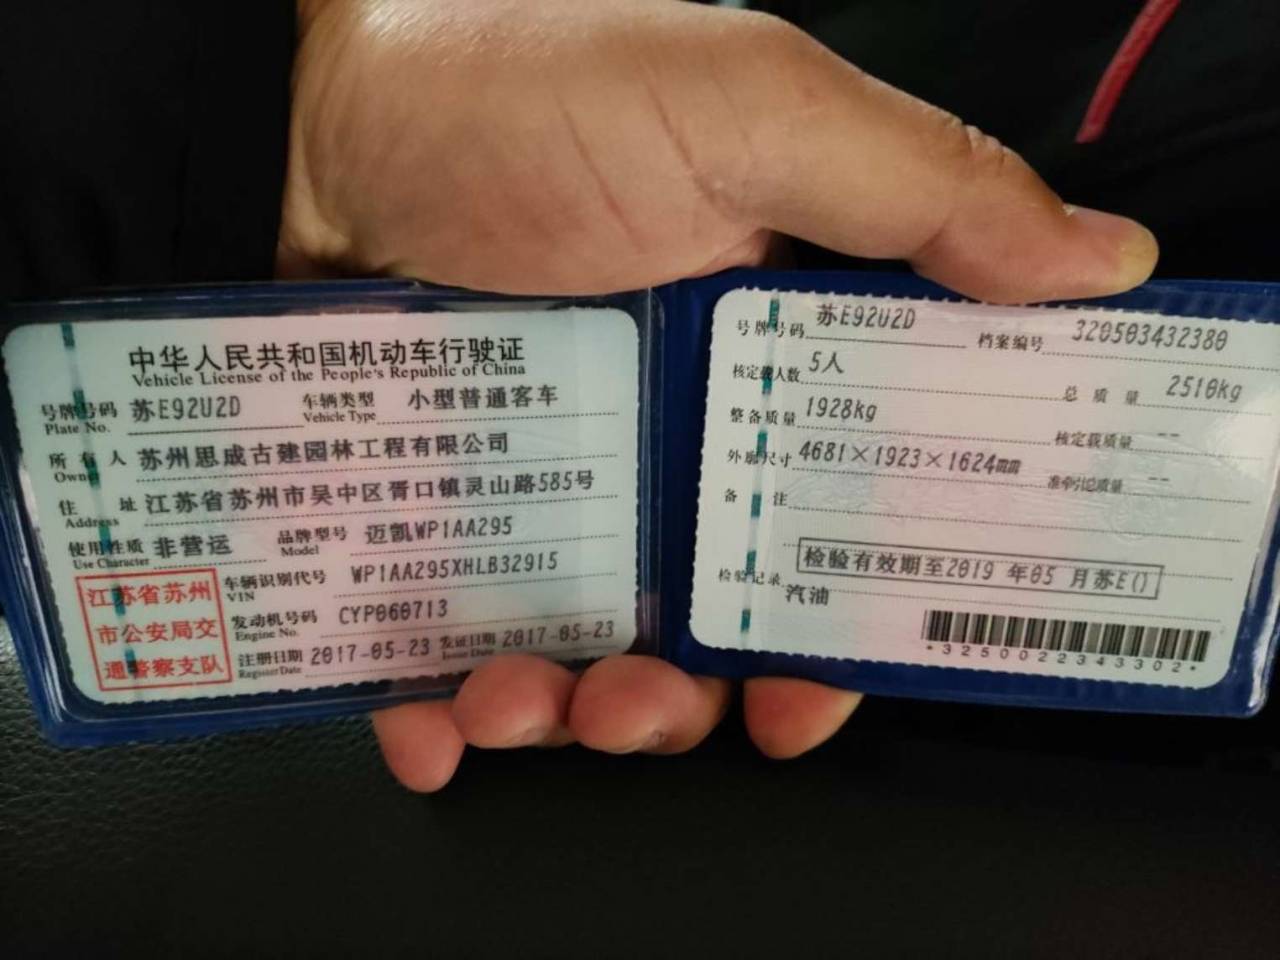 中华人民共和国机动车行驶证
Vehicle License of the People's Republic of China
号牌号码 苏E92U2D 车辆类型 小型普通客车
Plate No. Vehicle Type
所有人 苏州思成古建园林工程有限公司
Owner
住址 江苏省苏州市吴中区胥口镇灵山路585号
Address
使用性质 非营运 品牌型号 迈凯WP1AA295
Use Character Model
江苏省苏州
市公安局交
通警察支队
车辆识别代号 WP1AA295XHLB32915
VIN
发动机号码 CYP060713
Engine No.
注册日期 2017-05-23 发证日期 2017-05-23
Register Date Issue Date
号牌号码 苏E92U2D 档案编号 320503432380
核定载人数 5人 总质量 2510kg
整备质量 1928kg 核定载质量 --
外廓尺寸 4681×1923×1624mm 准牵引总质量 --
备注
检验有效期至2019年05月苏E()
检验记录
汽油
*3250022343302*